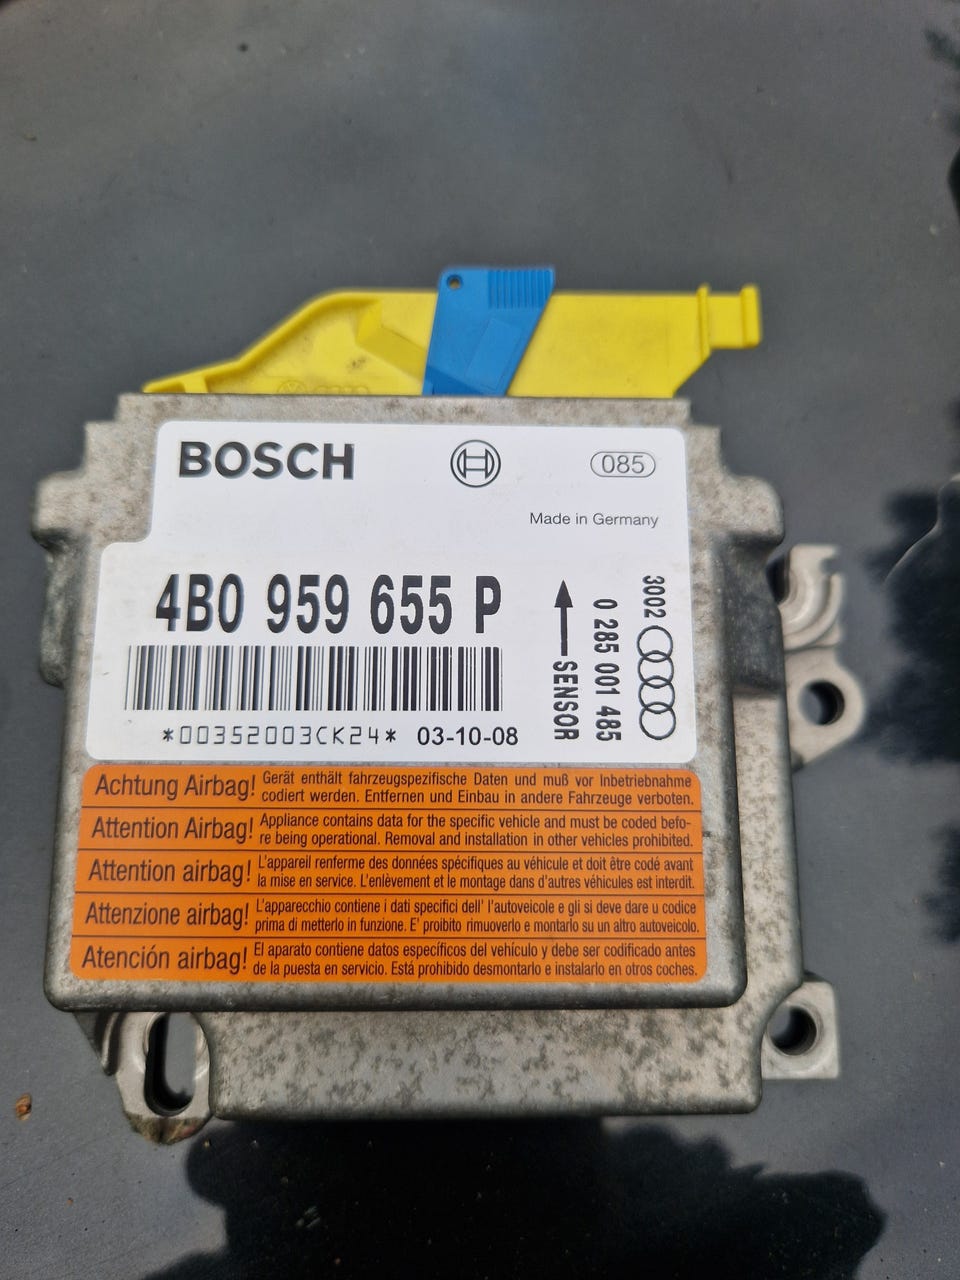 BOSCH
085
Made in Germany
4B0 959 655 P
*00352003CK24* 03-10-08
SENSOR
0 285 001 485
3002
Achtung Airbag! Gerät enthält fahrzeugspezifische Daten und muß vor Inbetriebnahme
codiert werden. Entfernen und Einbau in andere Fahrzeuge verboten.
Attention Airbag! Appliance contains data for the specific vehicle and must be coded befo-
re being operational. Removal and installation in other vehicles prohibited.
Attention airbag! L'appareil renferme des données spécifiques au véhicule et doit être codé avant
la mise en service. L'enlèvement et le montage dans d'autres véhicules est interdit.
Attenzione airbag! L'apparecchio contiene i dati specifici dell' l'autoveicole e gli si deve dare u codice
prima di metterlo in funzione. E' proibito rimuoverlo e montarlo su un altro autoveicolo.
Atención airbag! El aparato contiene datos específicos del vehículo y debe ser codificado antes
de la puesta en servicio. Está prohibido desmontarlo e instalarlo en otros coches.